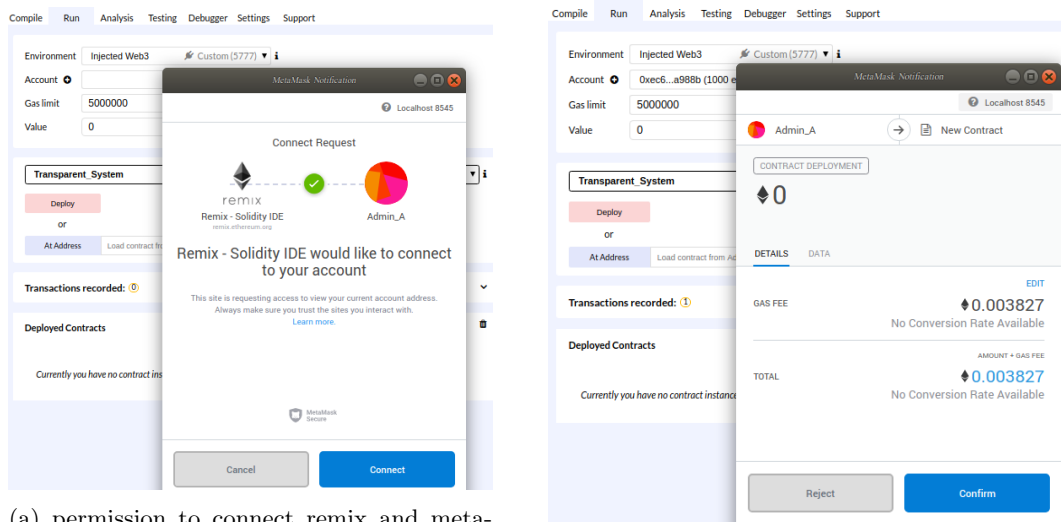 Compile Run Analysis Testing Debugger Settings Support
Environment Injected Web3 Custom (5777) i
Account
Gas limit 5000000
Value 0
Transparent_System i
Deploy
or
At Address Load contract
Transactions recorded: 0
Deployed Contracts
Currently you have no contract ins
MetaMask Notification
Localhost 8545
Connect Request
remix
Remix - Solidity IDE Admin_A
remix.ethereum.org
Remix - Solidity IDE would like to connect
to your account
This site is requesting access to view your current account address.
Always make sure you trust the sites you interact with.
Learn more.
MetaMask
Secure
Cancel Connect
(a) permission to connect remix and meta-
Compile Run Analysis Testing Debugger Settings Support
Environment Injected Web3 Custom (5777) i
Account 0xec6...a988b (1000 e
Gas limit 5000000
Value 0
Transparent_System
Deploy
or
At Address Load contract from Ad
Transactions recorded: 1
Deployed Contracts
Currently you have no contract instance
MetaMask Notification
Localhost 8545
Admin_A New Contract
CONTRACT DEPLOYMENT
0
DETAILS DATA
EDIT
GAS FEE 0.003827
No Conversion Rate Available
AMOUNT + GAS FEE
TOTAL 0.003827
No Conversion Rate Available
Reject Confirm